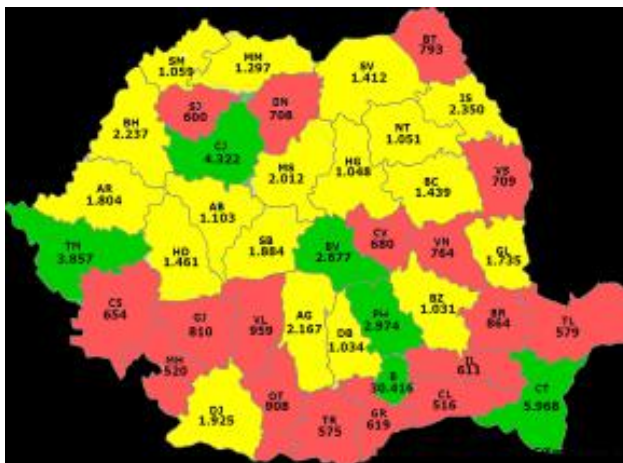 BT
793
MM
1.297
SM
1.059
SV
1.412
IS
2.350
SJ
600
BN
708
BH
2.237
CJ
4.322
NT
1.051
MS
2.012
HG
1.048
VS
709
BC
1.439
AR
1.804
AB
1.103
TM
3.857
HD
1.461
SB
1.884
BV
2.677
CV
680
VN
764
GL
1.735
CS
654
GJ
810
VL
959
AG
2.167
DB
1.034
PH
2.974
BZ
1.031
BR
864
TL
579
MH
520
IL
611
B
30.416
CT
5.968
DJ
1.925
OT
908
TR
575
GR
619
CL
516